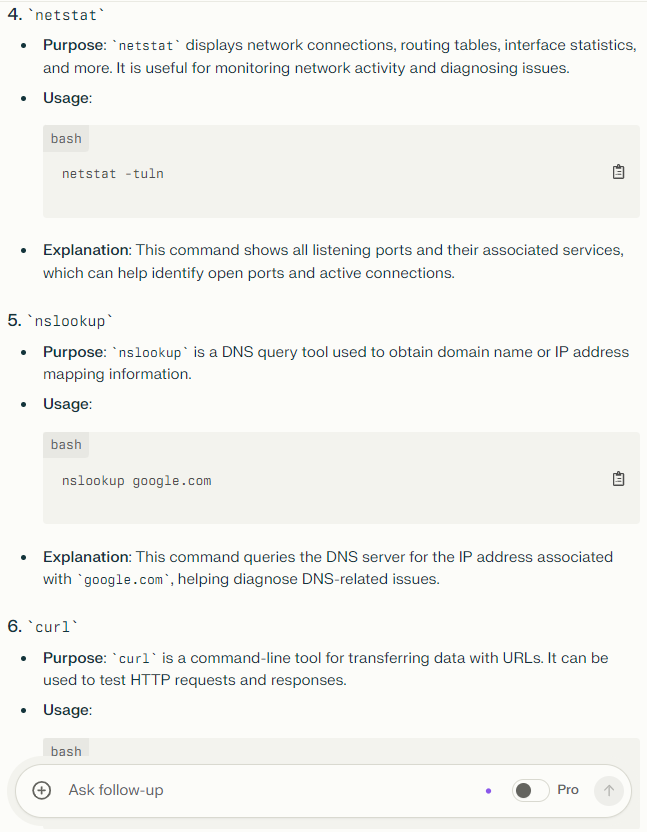 4. `netstat`
• Purpose: `netstat` displays network connections, routing tables, interface statistics,
and more. It is useful for monitoring network activity and diagnosing issues.
• Usage:
bash
netstat -tuln
• Explanation: This command shows all listening ports and their associated services,
which can help identify open ports and active connections.
5. `nslookup`
• Purpose: `nslookup` is a DNS query tool used to obtain domain name or IP address
mapping information.
• Usage:
bash
nslookup google.com
• Explanation: This command queries the DNS server for the IP address associated
with `google.com`, helping diagnose DNS-related issues.
6. `curl`
• Purpose: `curl` is a command-line tool for transferring data with URLs. It can be
used to test HTTP requests and responses.
• Usage:
bash
Ask follow-up
Pro